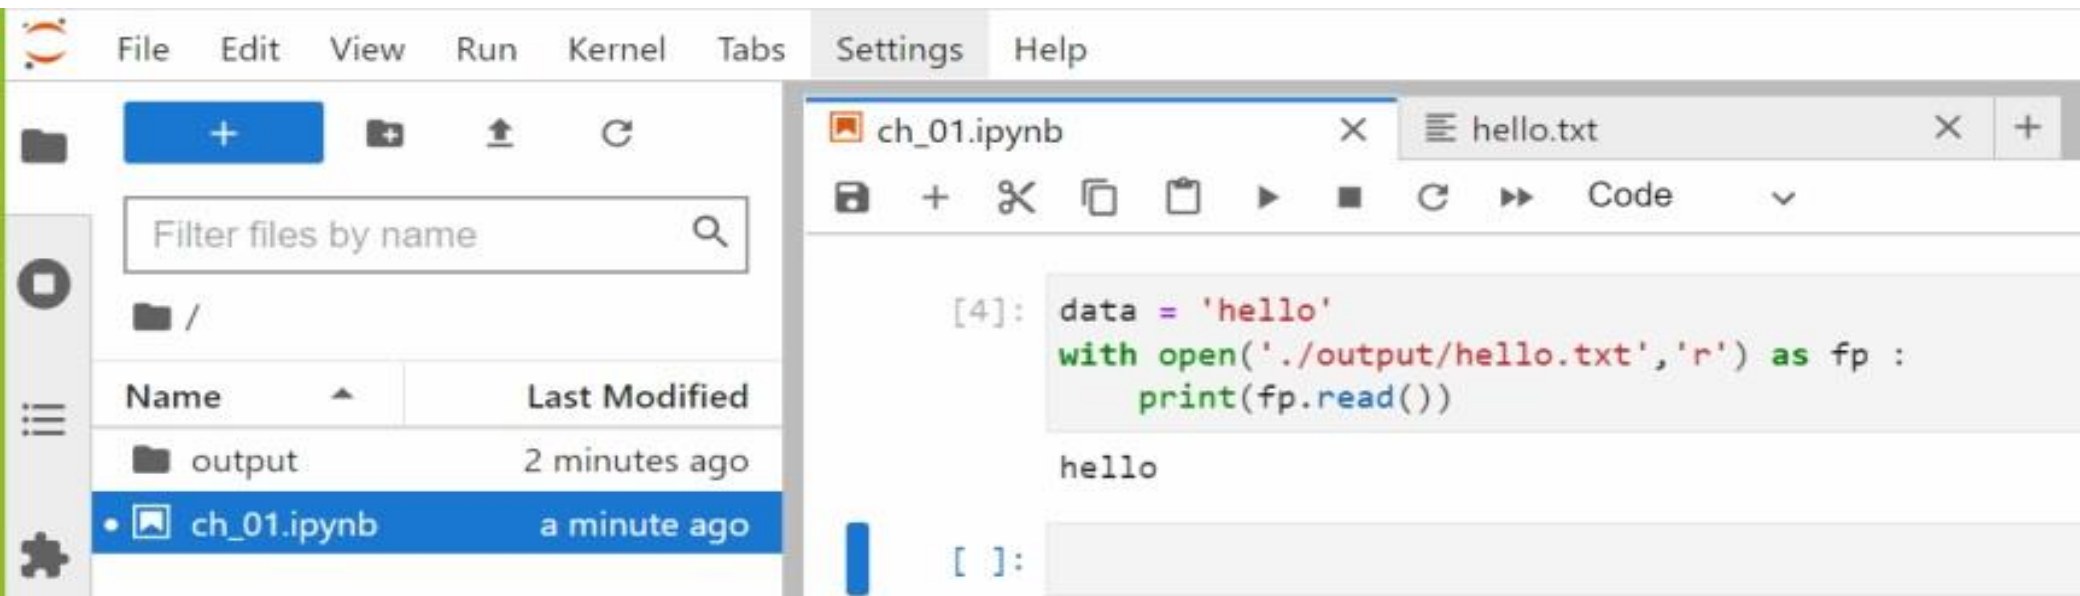 File Edit View Run Kernel Tabs Settings Help
+
Filter files by name
/
Name Last Modified
output 2 minutes ago
ch_01.ipynb a minute ago
ch_01.ipynb hello.txt
Code
[4]: data = 'hello'
with open('./output/hello.txt','r') as fp :
    print(fp.read())
hello
[ ]: